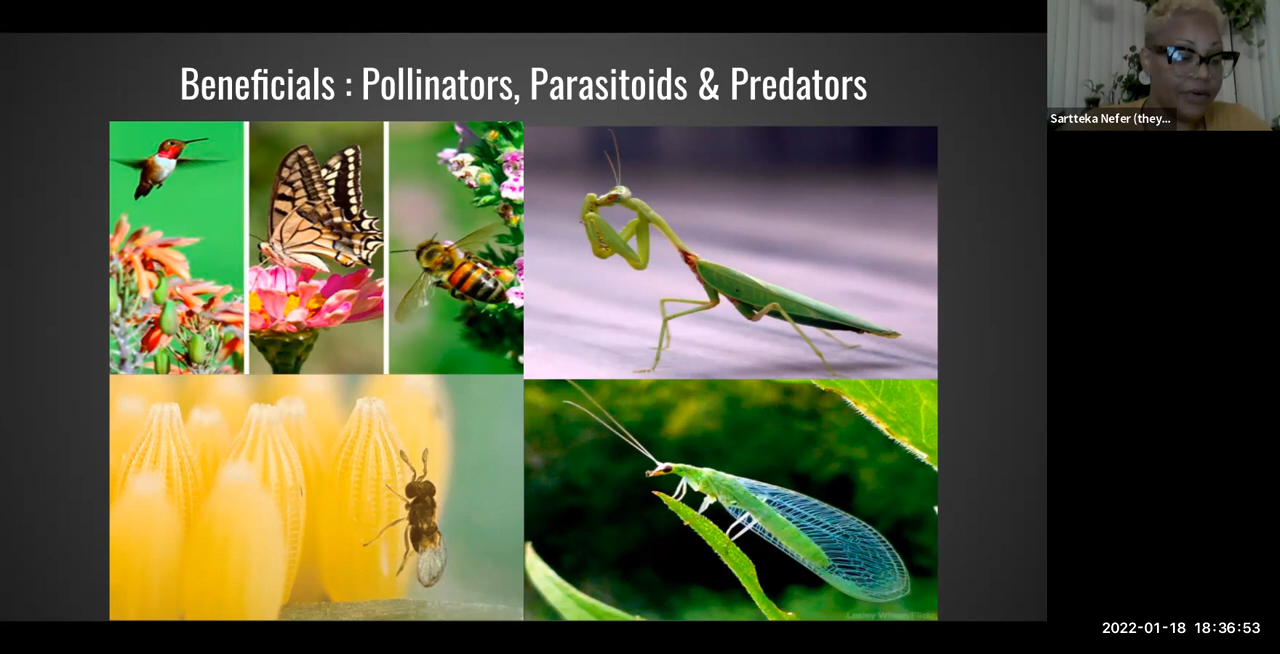 Beneficials : Pollinators, Parasitoids & Predators
Sartteka Nefer (they...
2022-01-18 18:36:53